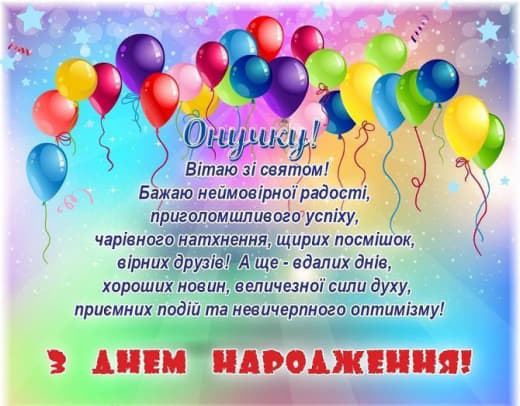 Онучку!
Вітаю зі святом!
Бажаю неймовірної радості,
приголомшливого успіху,
чарівного натхнення, щирих посмішок,
вірних друзів! А ще - вдалих днів,
хороших новин, величезної сили духу,
приємних подій та невичерпного оптимізму!
З ДНЕМ НАРОДЖЕННЯ!